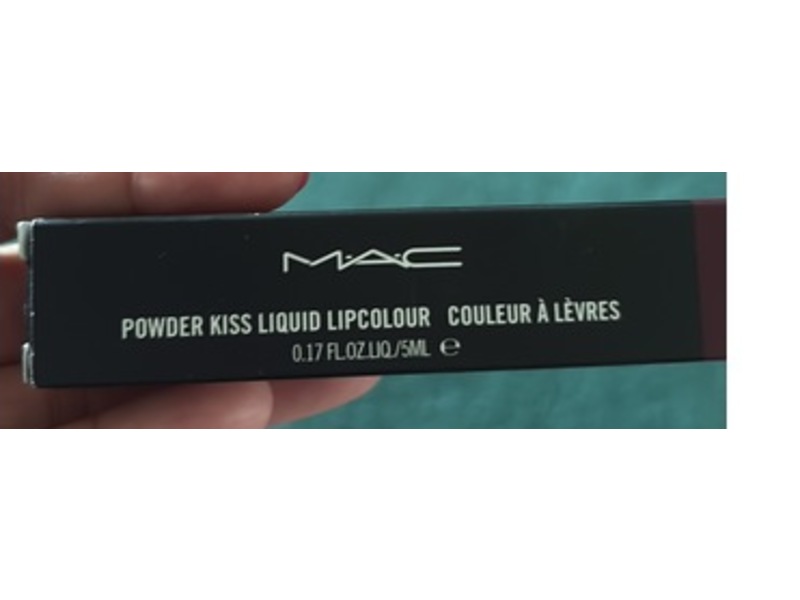 M·A·C
POWDER KISS LIQUID LIPCOLOUR COULEUR À LÈVRES
0.17 FL.OZ.LIQ./5ML ℮